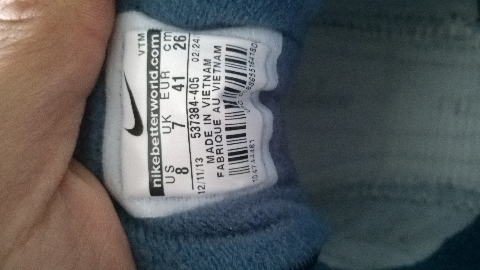 VTM
nikebetterworld.com
US UK EUR cm
8 7 41 26
537384-405 02.24.
12/11/13
MADE IN VIETNAM
FABRIQUÉ AU VIETNAM